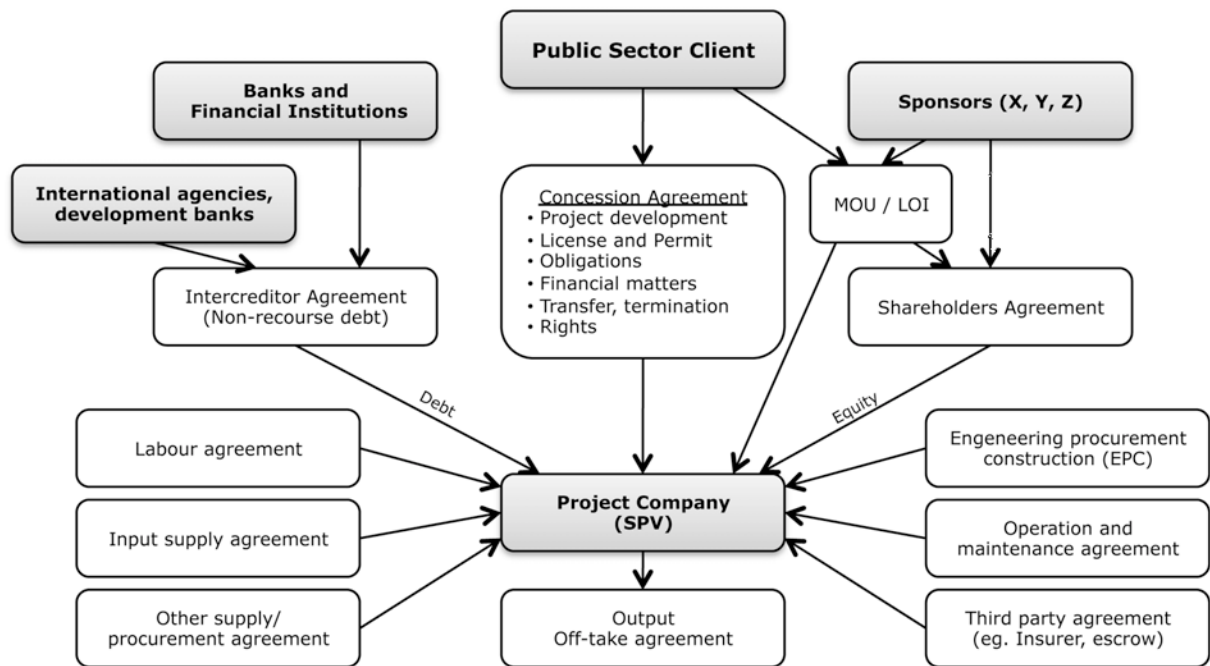 Public Sector Client
Banks and
Financial Institutions
Sponsors (X, Y, Z)
International agencies,
development banks
Concession Agreement
• Project development
• License and Permit
• Obligations
• Financial matters
• Transfer, termination
• Rights
MOU / LOI
Intercreditor Agreement
(Non-recourse debt)
Shareholders Agreement
Debt
Equity
Labour agreement
Engeneering procurement
construction (EPC)
Project Company
(SPV)
Input supply agreement
Operation and
maintenance agreement
Other supply/
procurement agreement
Output
Off-take agreement
Third party agreement
(eg. Insurer, escrow)